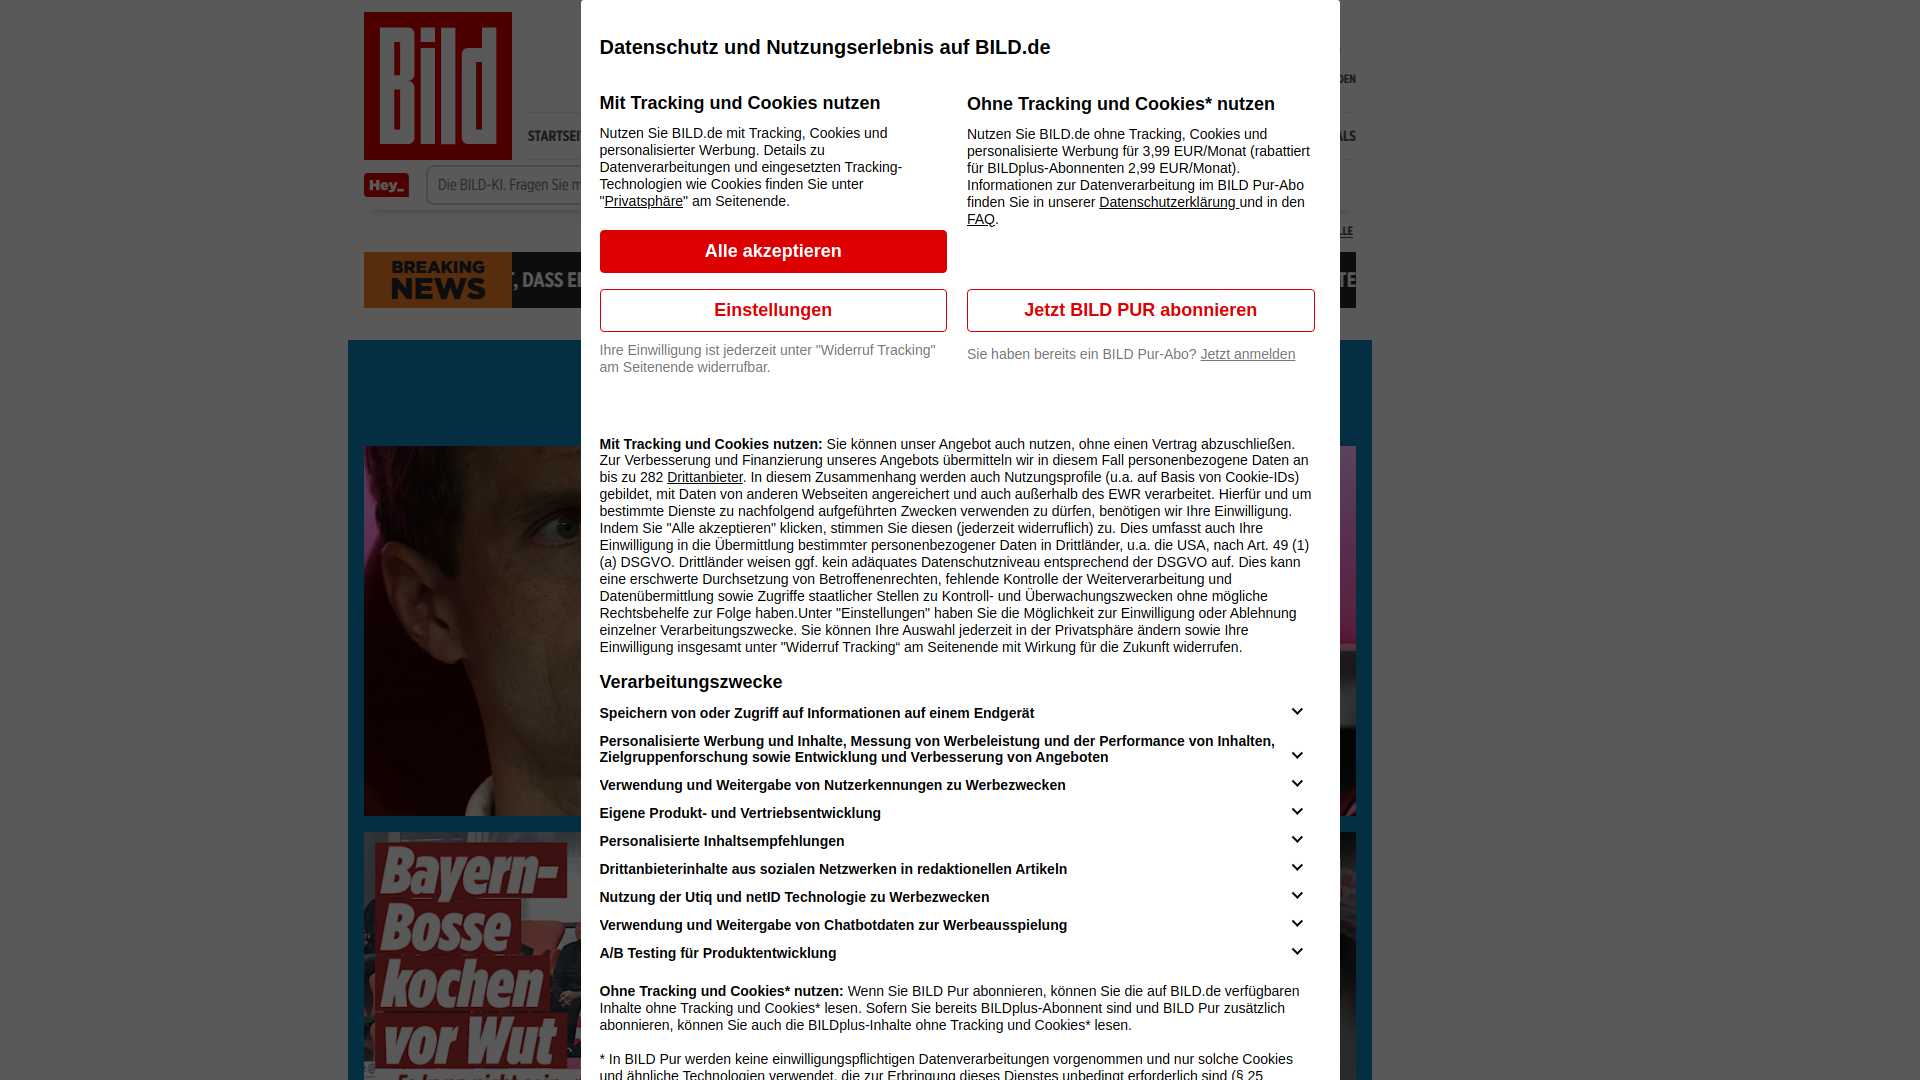 Bild
STARTSEI
DEN
ALS
Hey_
Die BILD-KI. Fragen Sie m
LLE
BREAKING
NEWS
, DASS E
TE
Datenschutz und Nutzungserlebnis auf BILD.de
Mit Tracking und Cookies nutzen
Nutzen Sie BILD.de mit Tracking, Cookies und
personalisierter Werbung. Details zu
Datenverarbeitungen und eingesetzten Tracking-
Technologien wie Cookies finden Sie unter
"Privatsphäre" am Seitenende.
Alle akzeptieren
Einstellungen
Ihre Einwilligung ist jederzeit unter "Widerruf Tracking"
am Seitenende widerrufbar.
Ohne Tracking und Cookies* nutzen
Nutzen Sie BILD.de ohne Tracking, Cookies und
personalisierte Werbung für 3,99 EUR/Monat (rabattiert
für BILDplus-Abonnenten 2,99 EUR/Monat).
Informationen zur Datenverarbeitung im BILD Pur-Abo
finden Sie in unserer Datenschutzerklärung und in den
FAQ.
Jetzt BILD PUR abonnieren
Sie haben bereits ein BILD Pur-Abo? Jetzt anmelden
Mit Tracking und Cookies nutzen: Sie können unser Angebot auch nutzen, ohne einen Vertrag abzuschließen.
Zur Verbesserung und Finanzierung unseres Angebots übermitteln wir in diesem Fall personenbezogene Daten an
bis zu 282 Drittanbieter. In diesem Zusammenhang werden auch Nutzungsprofile (u.a. auf Basis von Cookie-IDs)
gebildet, mit Daten von anderen Webseiten angereichert und auch außerhalb des EWR verarbeitet. Hierfür und um
bestimmte Dienste zu nachfolgend aufgeführten Zwecken verwenden zu dürfen, benötigen wir Ihre Einwilligung.
Indem Sie "Alle akzeptieren" klicken, stimmen Sie diesen (jederzeit widerruflich) zu. Dies umfasst auch Ihre
Einwilligung in die Übermittlung bestimmter personenbezogener Daten in Drittländer, u.a. die USA, nach Art. 49 (1)
(a) DSGVO. Drittländer weisen ggf. kein adäquates Datenschutzniveau entsprechend der DSGVO auf. Dies kann
eine erschwerte Durchsetzung von Betroffenenrechten, fehlende Kontrolle der Weiterverarbeitung und
Datenübermittlung sowie Zugriffe staatlicher Stellen zu Kontroll- und Überwachungszwecken ohne mögliche
Rechtsbehelfe zur Folge haben.Unter "Einstellungen" haben Sie die Möglichkeit zur Einwilligung oder Ablehnung
einzelner Verarbeitungszwecke. Sie können Ihre Auswahl jederzeit in der Privatsphäre ändern sowie Ihre
Einwilligung insgesamt unter "Widerruf Tracking“ am Seitenende mit Wirkung für die Zukunft widerrufen.
Verarbeitungszwecke
Speichern von oder Zugriff auf Informationen auf einem Endgerät
Personalisierte Werbung und Inhalte, Messung von Werbeleistung und der Performance von Inhalten,
Zielgruppenforschung sowie Entwicklung und Verbesserung von Angeboten
Verwendung und Weitergabe von Nutzerkennungen zu Werbezwecken
Eigene Produkt- und Vertriebsentwicklung
Personalisierte Inhaltsempfehlungen
Drittanbieterinhalte aus sozialen Netzwerken in redaktionellen Artikeln
Nutzung der Utiq und netID Technologie zu Werbezwecken
Verwendung und Weitergabe von Chatbotdaten zur Werbeausspielung
A/B Testing für Produktentwicklung
Ohne Tracking und Cookies* nutzen: Wenn Sie BILD Pur abonnieren, können Sie die auf BILD.de verfügbaren
Inhalte ohne Tracking und Cookies* lesen. Sofern Sie bereits BILDplus-Abonnent sind und BILD Pur zusätzlich
abonnieren, können Sie auch die BILDplus-Inhalte ohne Tracking und Cookies* lesen.
* In BILD Pur werden keine einwilligungspflichtigen Datenverarbeitungen vorgenommen und nur solche Cookies
und ähnliche Technologien verwendet, die zur Erbringung dieses Dienstes unbedingt erforderlich sind (§ 25
Bayern-
Bosse
kochen
vor Wut